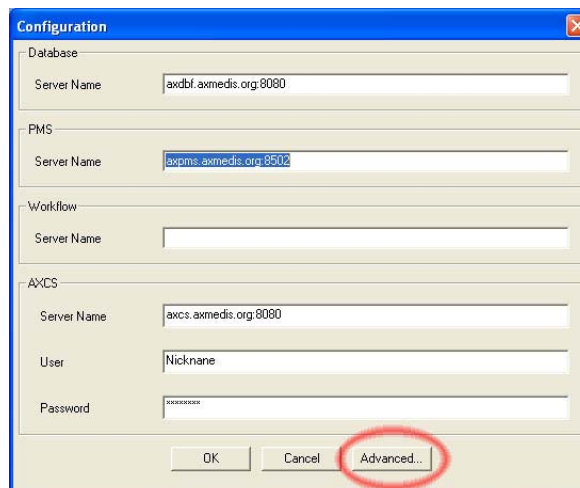 Configuration
Database
Server Name axdbf.axmedis.org:8080
PMS
Server Name axpms.axmedis.org:8502
Workflow
Server Name
AXCS
Server Name axcs.axmedis.org:8080
User Nicknane
Password xxxxxxxx
OK Cancel Advanced...